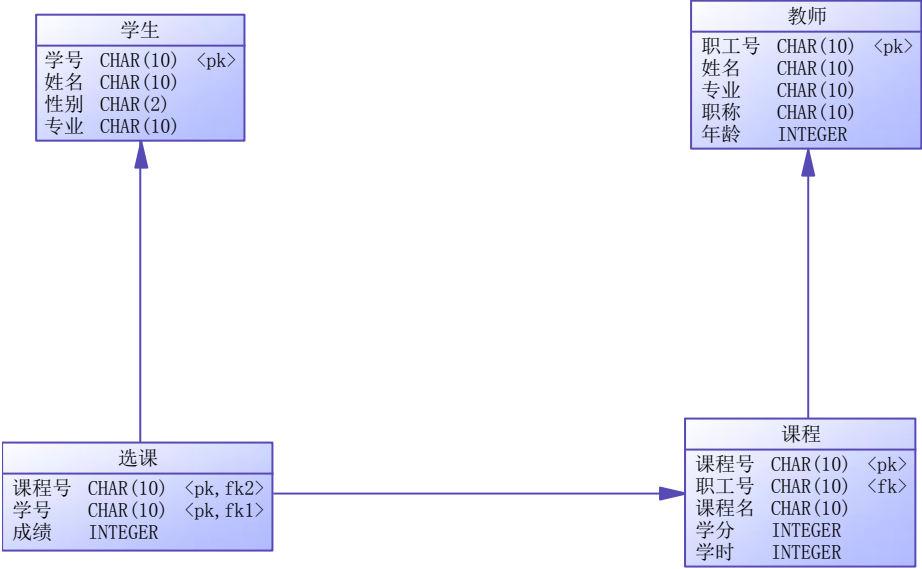 学生
学号 CHAR(10) <pk>
姓名 CHAR(10)
性别 CHAR(2)
专业 CHAR(10)
教师
职工号 CHAR(10) <pk>
姓名 CHAR(10)
专业 CHAR(10)
职称 CHAR(10)
年龄 INTEGER
选课
课程号 CHAR(10) <pk,fk2>
学号 CHAR(10) <pk,fk1>
成绩 INTEGER
课程
课程号 CHAR(10) <pk>
职工号 CHAR(10) <fk>
课程名 CHAR(10)
学分 INTEGER
学时 INTEGER